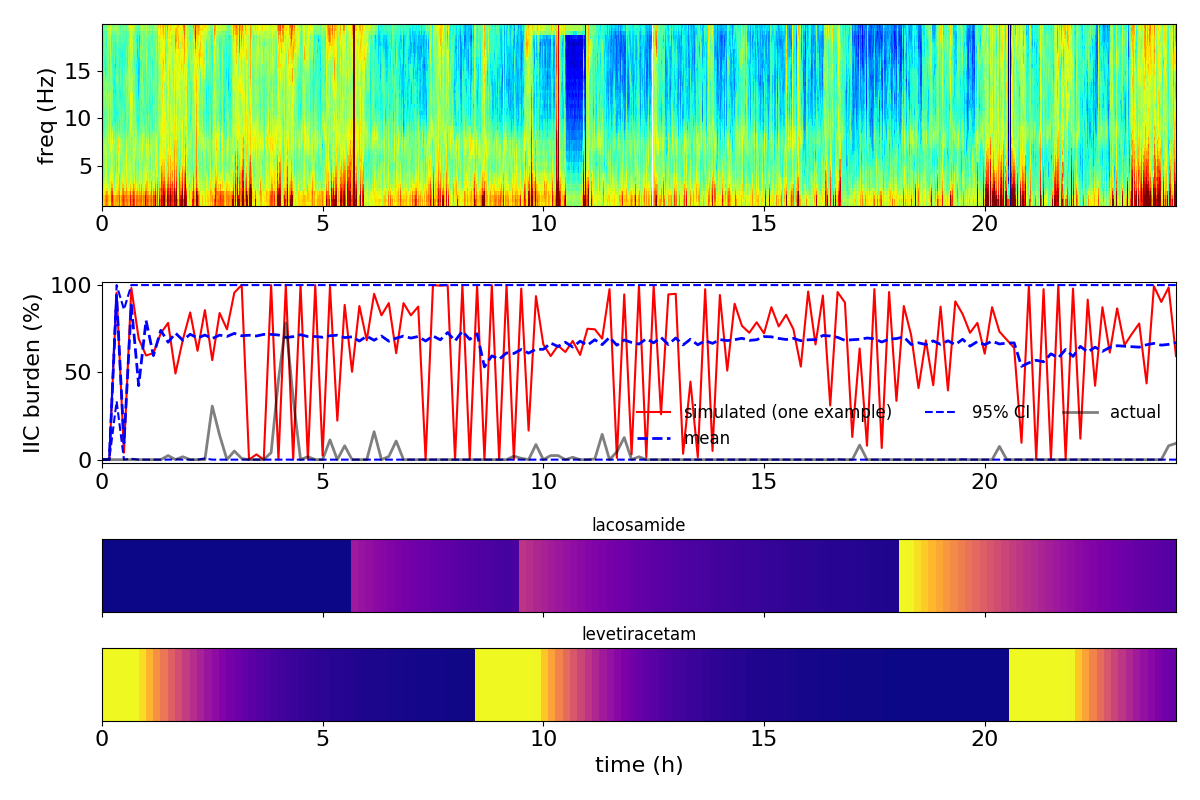 freq (Hz)
15
10
5
0 5 10 15 20
IIC burden (%)
100
50
0
simulated (one example) 95% CI actual
mean
0 5 10 15 20
lacosamide
levetiracetam
0 5 10 15 20
time (h)